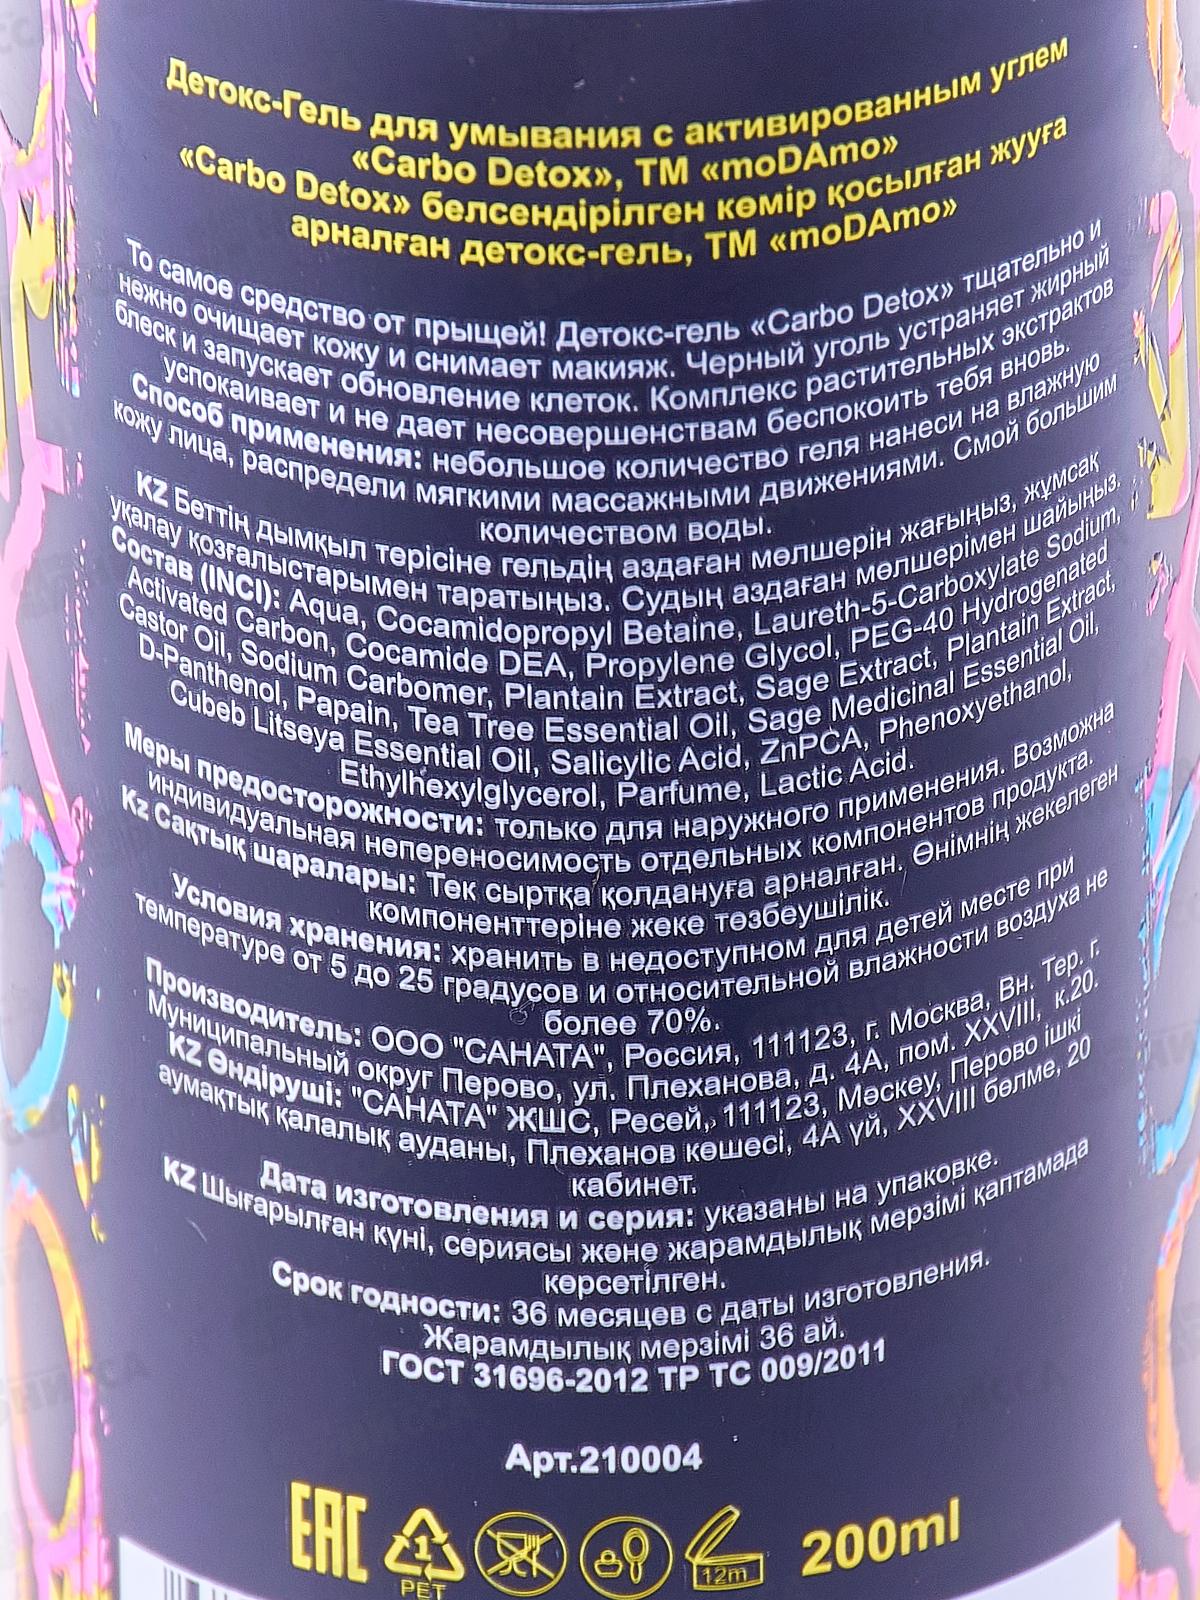 Детокс-Гель для умывания с активированным углем
«Carbo Detox», ТМ «moDAmo»
«Carbo Detox» белсендірілген көмір қосылған жууға
арналған детокс-гель, ТМ «moDAmo»
То самое средство от прыщей! Детокс-гель «Carbo Detox» тщательно и
нежно очищает кожу и снимает макияж. Черный уголь устраняет жирный
блеск и запускает обновление клеток. Комплекс растительных экстрактов
успокаивает и не дает несовершенствам беспокоить тебя вновь.
Способ применения: небольшое количество геля нанеси на влажную
кожу лица, распредели мягкими массажными движениями. Смой большим
количеством воды.
KZ Беттің дымқыл терісіне гельдің аздаған мөлшерін жағыңыз, жұмсақ
уқалау қозғалыстарымен таратыңыз. Судың аздаған мөлшерімен шайыңыз.
Состав (INCI): Aqua, Cocamidopropyl Betaine, Laureth-5-Carboxylate Sodium,
Activated Carbon, Cocamide DEA, Propylene Glycol, PEG-40 Hydrogenated
Castor Oil, Sodium Carbomer, Plantain Extract, Sage Extract, Plantain Extract,
D-Panthenol, Papain, Tea Tree Essential Oil, Sage Medicinal Essential Oil,
Cubeb Litseya Essential Oil, Salicylic Acid, ZnPCA, Phenoxyethanol,
Ethylhexylglycerol, Parfume, Lactic Acid.
Меры предосторожности: только для наружного применения. Возможна
индивидуальная непереносимость отдельных компонентов продукта.
Kz Сақтық шаралары: Тек сыртқа қолдануға арналған. Өнімнің жекелеген
компоненттеріне жеке төзбеушілік.
Условия хранения: хранить в недоступном для детей месте при
температуре от 5 до 25 градусов и относительной влажности воздуха не
более 70%.
Производитель: ООО "САНАТА", Россия, 111123, г. Москва, Вн. Тер. г.
Муниципальный округ Перово, ул. Плеханова, д. 4А, пом. XXVIII, к.20.
KZ Өндіруші: "САНАТА" ЖШС, Ресей, 111123, Мәскеу, Перово ішкі
аумақтық қалалық ауданы, Плеханов көшесі, 4А үй, XXVIII бөлме, 20
кабинет.
Дата изготовления и серия: указаны на упаковке.
KZ Шығарылған күні, сериясы және жарамдылық мерзімі қаптамада
көрсетілген.
Срок годности: 36 месяцев с даты изготовления.
Жарамдылық мерзімі 36 ай.
ГОСТ 31696-2012 ТР ТС 009/2011
Арт.210004
EAC
1
PET
12m
200ml